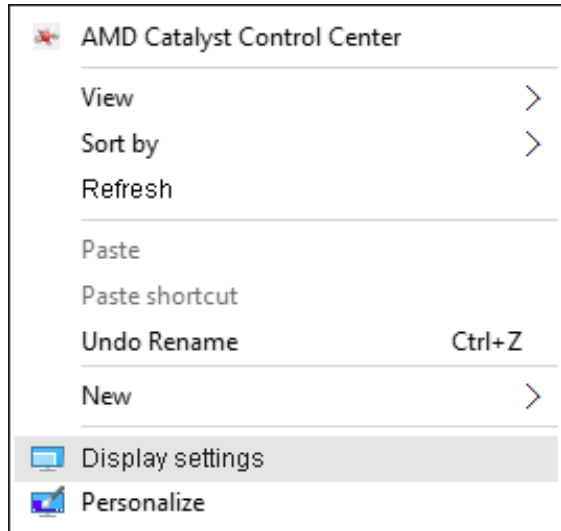 AMD Catalyst Control Center
View
Sort by
Refresh
Paste
Paste shortcut
Undo Rename Ctrl+Z
New
Display settings
Personalize